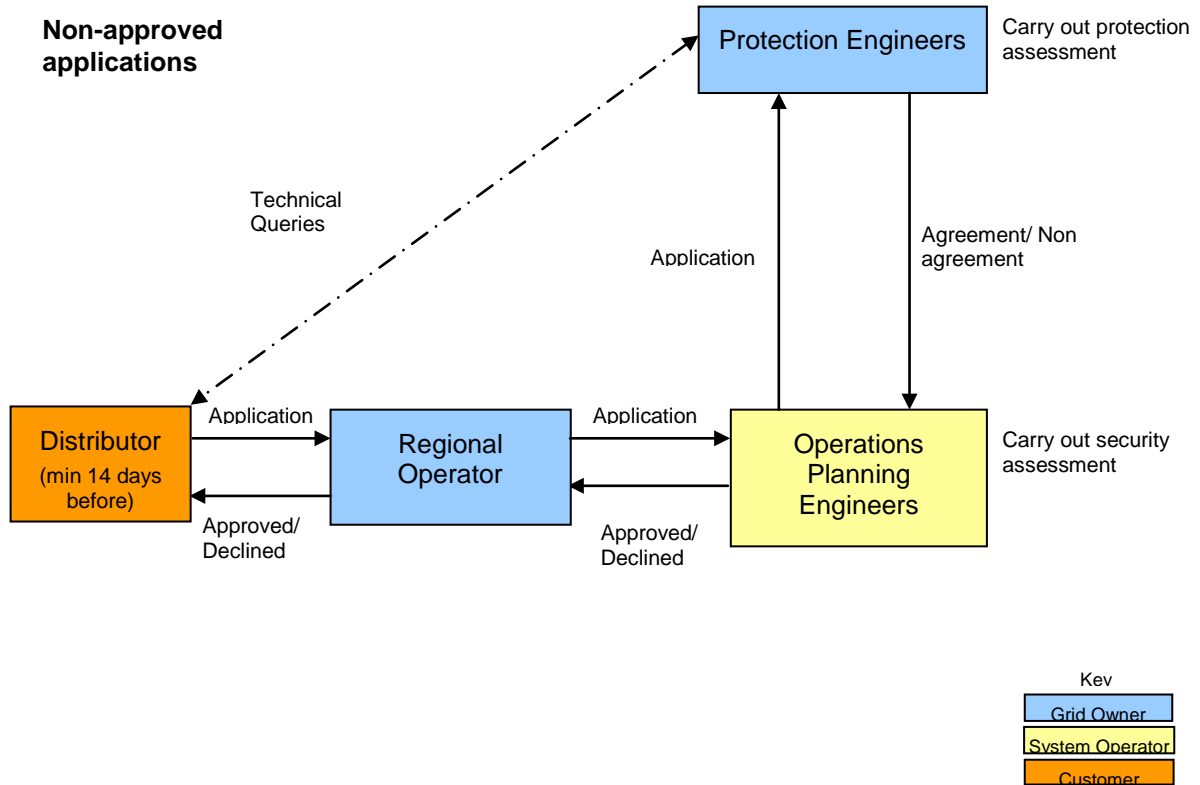 Non-approved
applications
Protection Engineers
Carry out protection
assessment
Technical
Queries
Application
Agreement/ Non
agreement
Distributor
(min 14 days
before)
Application
Regional
Operator
Application
Operations
Planning
Engineers
Carry out security
assessment
Approved/
Declined
Approved/
Declined
Key
Grid Owner
System Operator
Customer